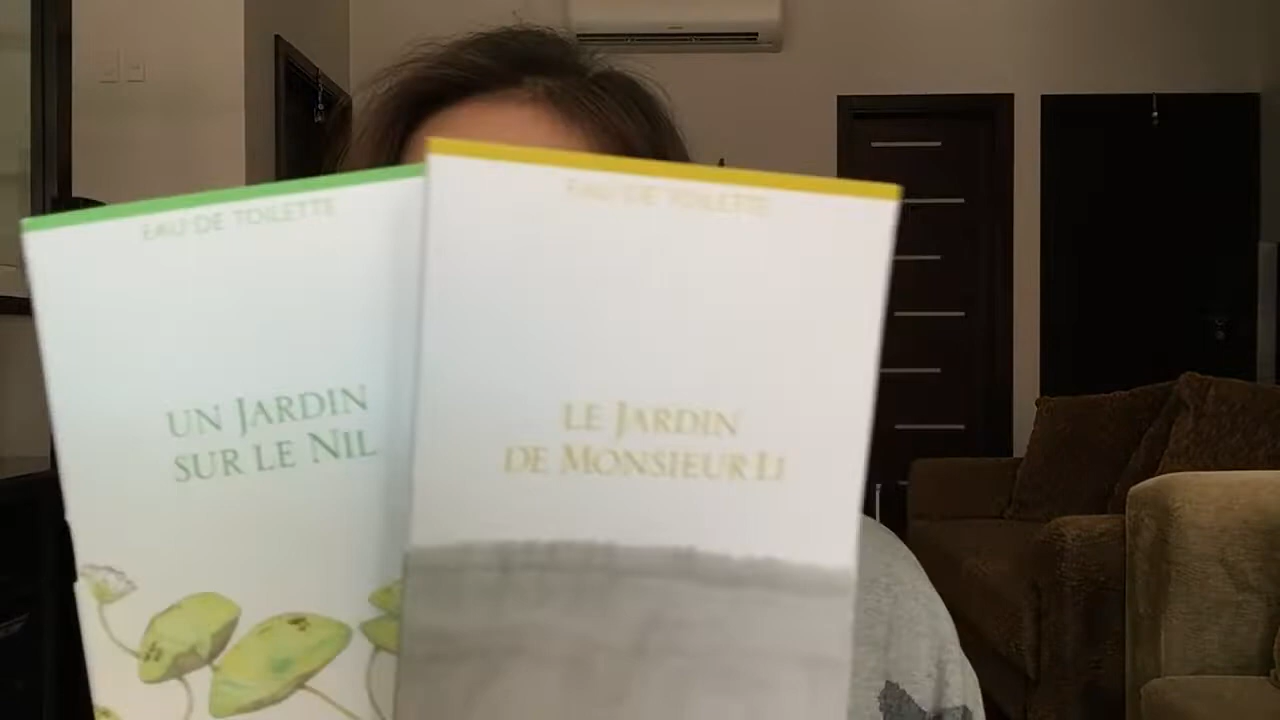 EAU DE TOILETTE
UN JARDIN
SUR LE NIL
EAU DE TOILETTE
LE JARDIN
DE MONSIEUR LI